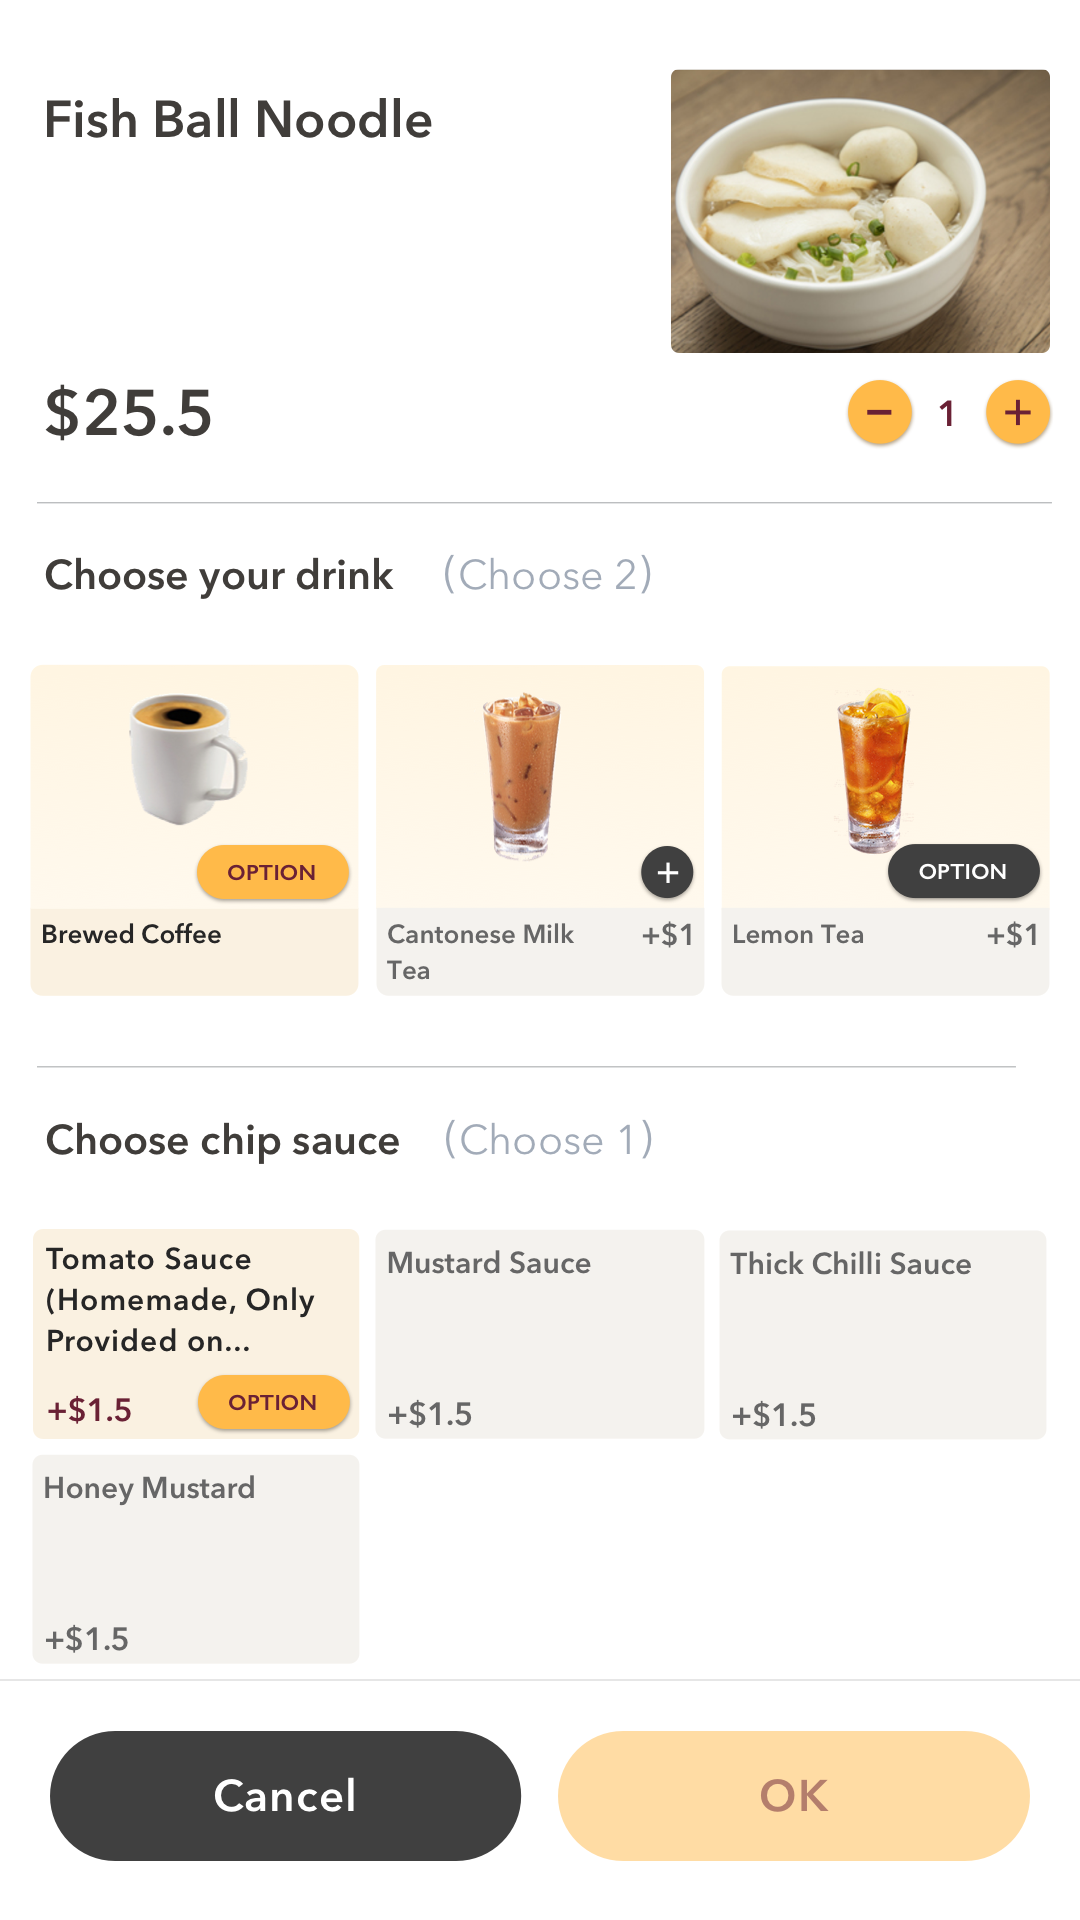 Fish Ball Noodle
$25.5
− 1 +
Choose your drink (Choose 2)
OPTION
+
OPTION
Brewed Coffee
Cantonese Milk +$1
Tea
Lemon Tea +$1
Choose chip sauce (Choose 1)
Tomato Sauce
(Homemade, Only
Provided on...
+$1.5 OPTION
Mustard Sauce
+$1.5
Thick Chilli Sauce
+$1.5
Honey Mustard
+$1.5
Cancel
OK